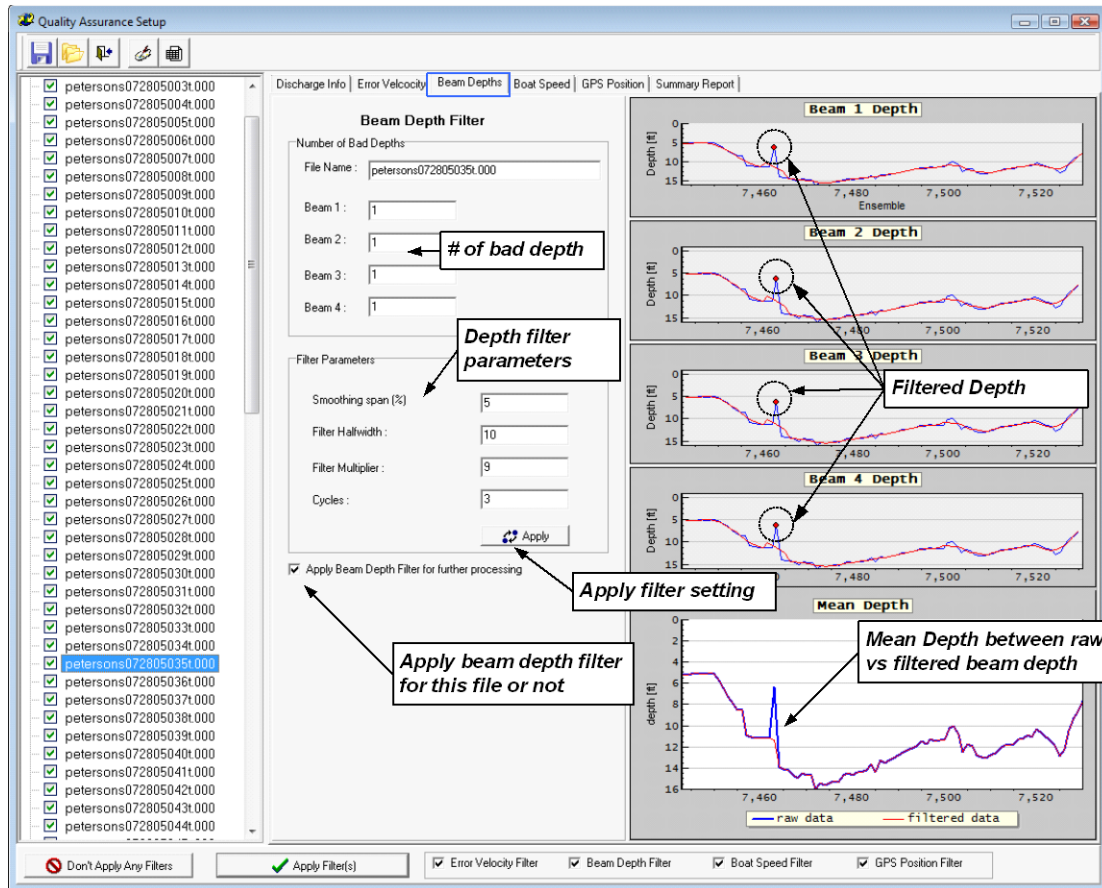 Quality Assurance Setup
Discharge Info
Error Velcocity
Beam Depths
Boat Speed
GPS Position
Summary Report
petersons072805003t.000
petersons072805004t.000
petersons072805005t.000
petersons072805006t.000
petersons072805007t.000
petersons072805008t.000
petersons072805009t.000
petersons072805010t.000
petersons072805011t.000
petersons072805012t.000
petersons072805013t.000
petersons072805014t.000
petersons072805015t.000
petersons072805016t.000
petersons072805017t.000
petersons072805018t.000
petersons072805019t.000
petersons072805020t.000
petersons072805021t.000
petersons072805022t.000
petersons072805023t.000
petersons072805024t.000
petersons072805025t.000
petersons072805026t.000
petersons072805027t.000
petersons072805028t.000
petersons072805029t.000
petersons072805030t.000
petersons072805031t.000
petersons072805032t.000
petersons072805033t.000
petersons072805034t.000
petersons072805035t.000
petersons072805036t.000
petersons072805037t.000
petersons072805038t.000
petersons072805039t.000
petersons072805040t.000
petersons072805041t.000
petersons072805042t.000
petersons072805043t.000
petersons072805044t.000
Beam Depth Filter
Number of Bad Depths
File Name : petersons072805035t.000
Beam 1 : 1
Beam 2 : 1
# of bad depth
Beam 3 : 1
Beam 4 : 1
Depth filter
parameters
Filter Parameters
Smoothing span (%) 5
Filter Halfwidth : 10
Filter Multiplier : 9
Cycles : 3
Apply
Apply Beam Depth Filter for further processing
Apply filter setting
Apply beam depth filter
for this file or not
Beam 1 Depth
Depth [ft]
0
5
10
15
7,460 7,480 7,500 7,520
Ensemble
Beam 2 Depth
Depth [ft]
0
5
10
15
7,460 7,480 7,500 7,520
Beam 3 Depth
Filtered Depth
Depth [ft]
0
5
10
15
7,460 7,480 7,500 7,520
Beam 4 Depth
Depth [ft]
0
5
10
15
7,460 7,480 7,500 7,520
Mean Depth
Mean Depth between raw
vs filtered beam depth
depth [ft]
0
2
4
6
8
10
12
14
16
7,460 7,480 7,500 7,520
raw data filtered data
Don't Apply Any Filters
Apply Filter(s)
Error Velocity Filter
Beam Depth Filter
Boat Speed Filter
GPS Position Filter